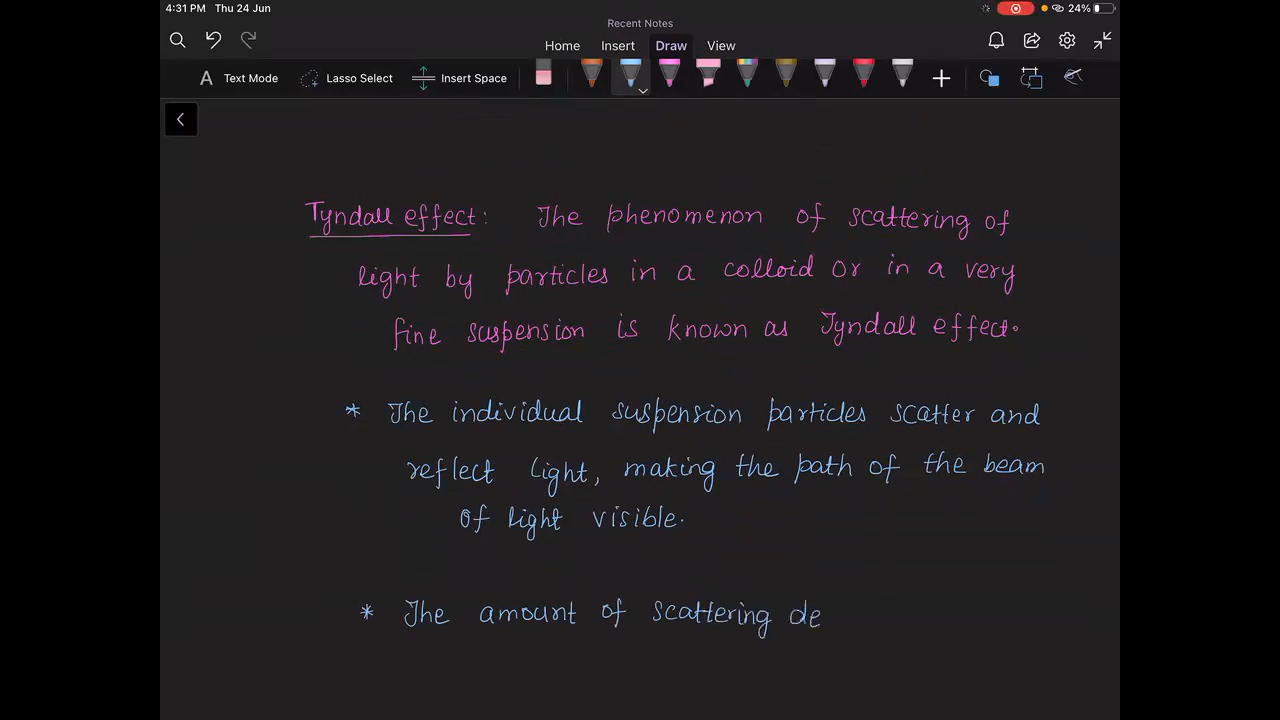 4:31 PM Thu 24 Jun
24%
Recent Notes
Home Insert Draw View
Text Mode Lasso Select Insert Space
Tyndall effect: The phenomenon of scattering of
light by particles in a colloid or in a very
fine suspension is known as Tyndall effect.
* The individual suspension particles scatter and
reflect light, making the path of the beam
of light visible.
* The amount of scattering de